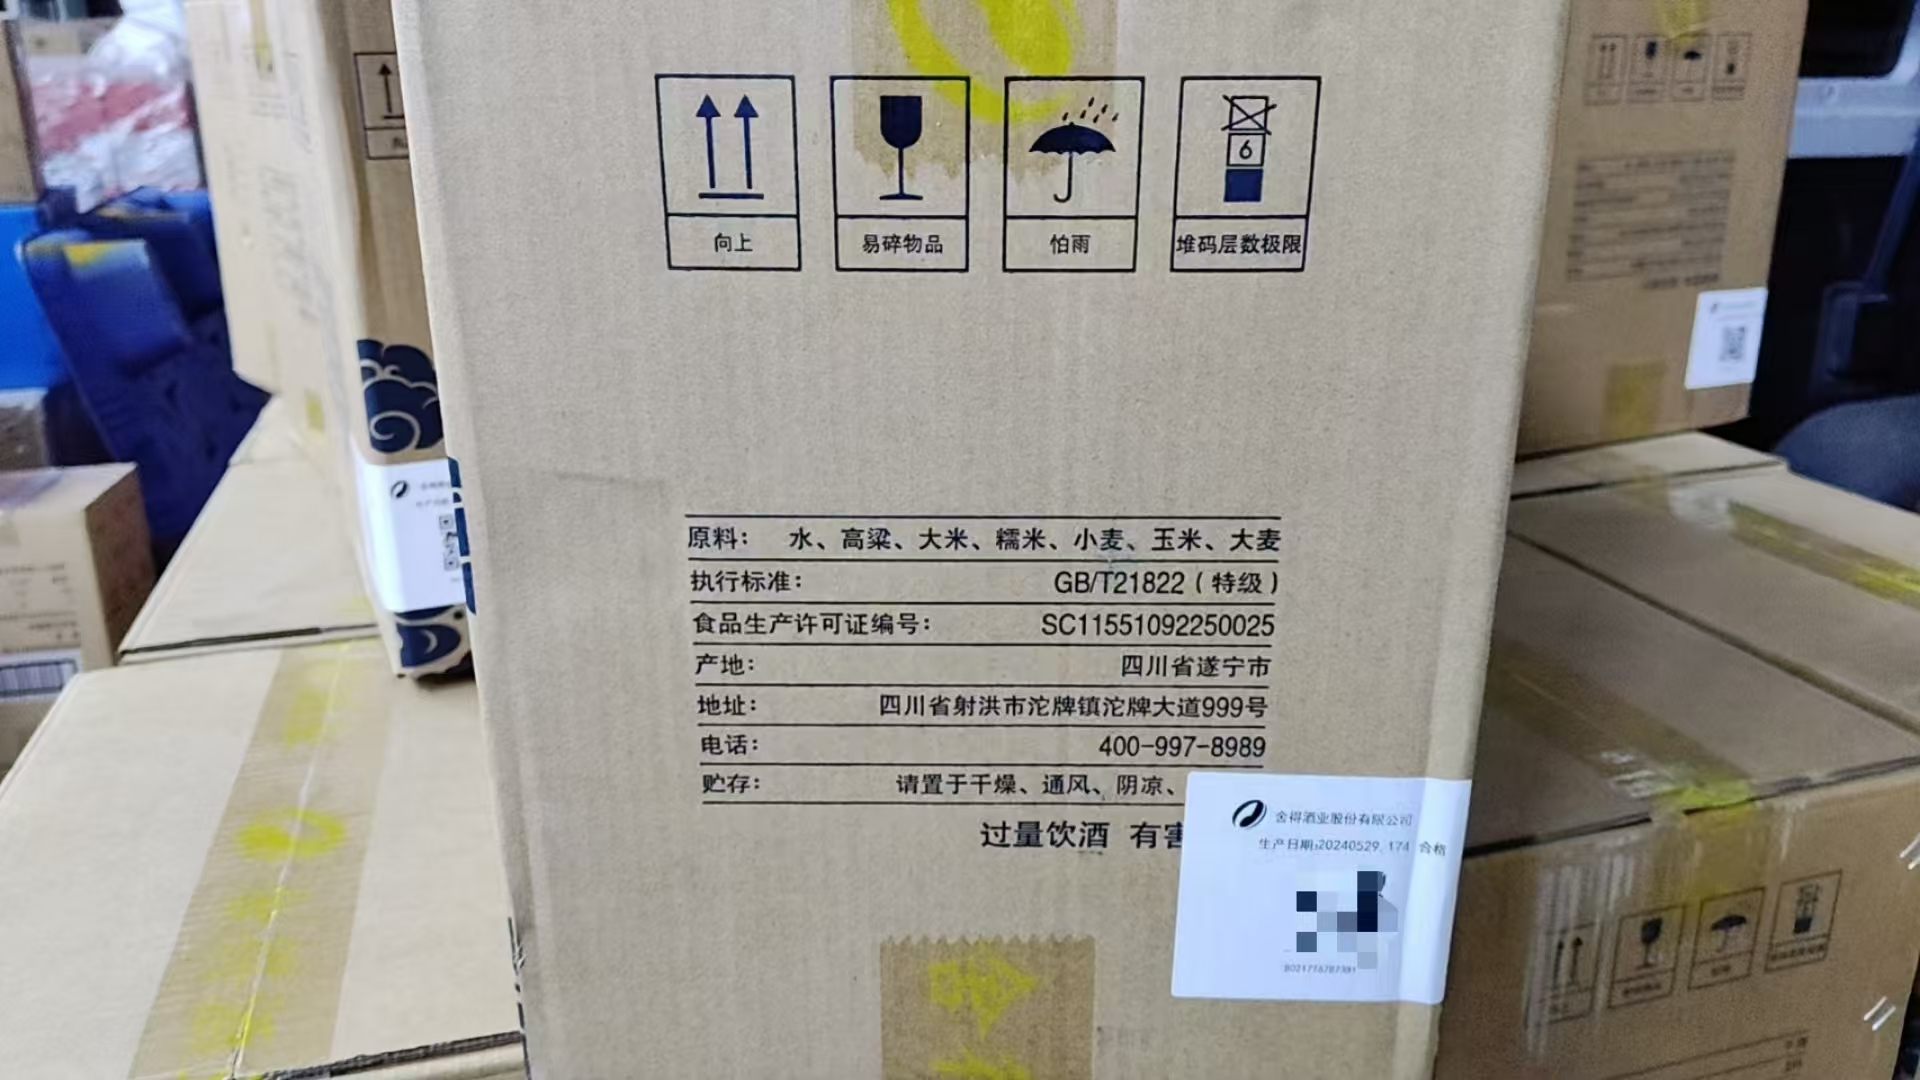 向上
易碎物品
怕雨
6
堆码层数极限
原料： 水、高粱、大米、糯米、小麦、玉米、大麦
执行标准： GB/T21822（特级）
食品生产许可证编号： SC11551092250025
产地： 四川省遂宁市
地址： 四川省射洪市沱牌镇沱牌大道999号
电话： 400-997-8989
贮存： 请置于干燥、通风、阴凉、
过量饮酒 有害
舍得酒业股份有限公司
生产日期:20240529, 174 合格